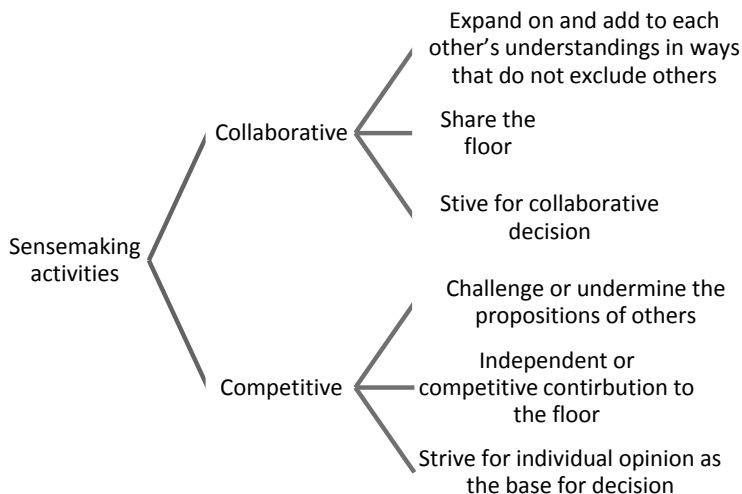 Expand on and add to each
other's understandings in ways
that do not exclude others
Collaborative
Share the
floor
Stive for collaborative
decision
Sensemaking
activities
Challenge or undermine the
propositions of others
Competitive
Independent or
competitive contirbution to
the floor
Strive for individual opinion as
the base for decision